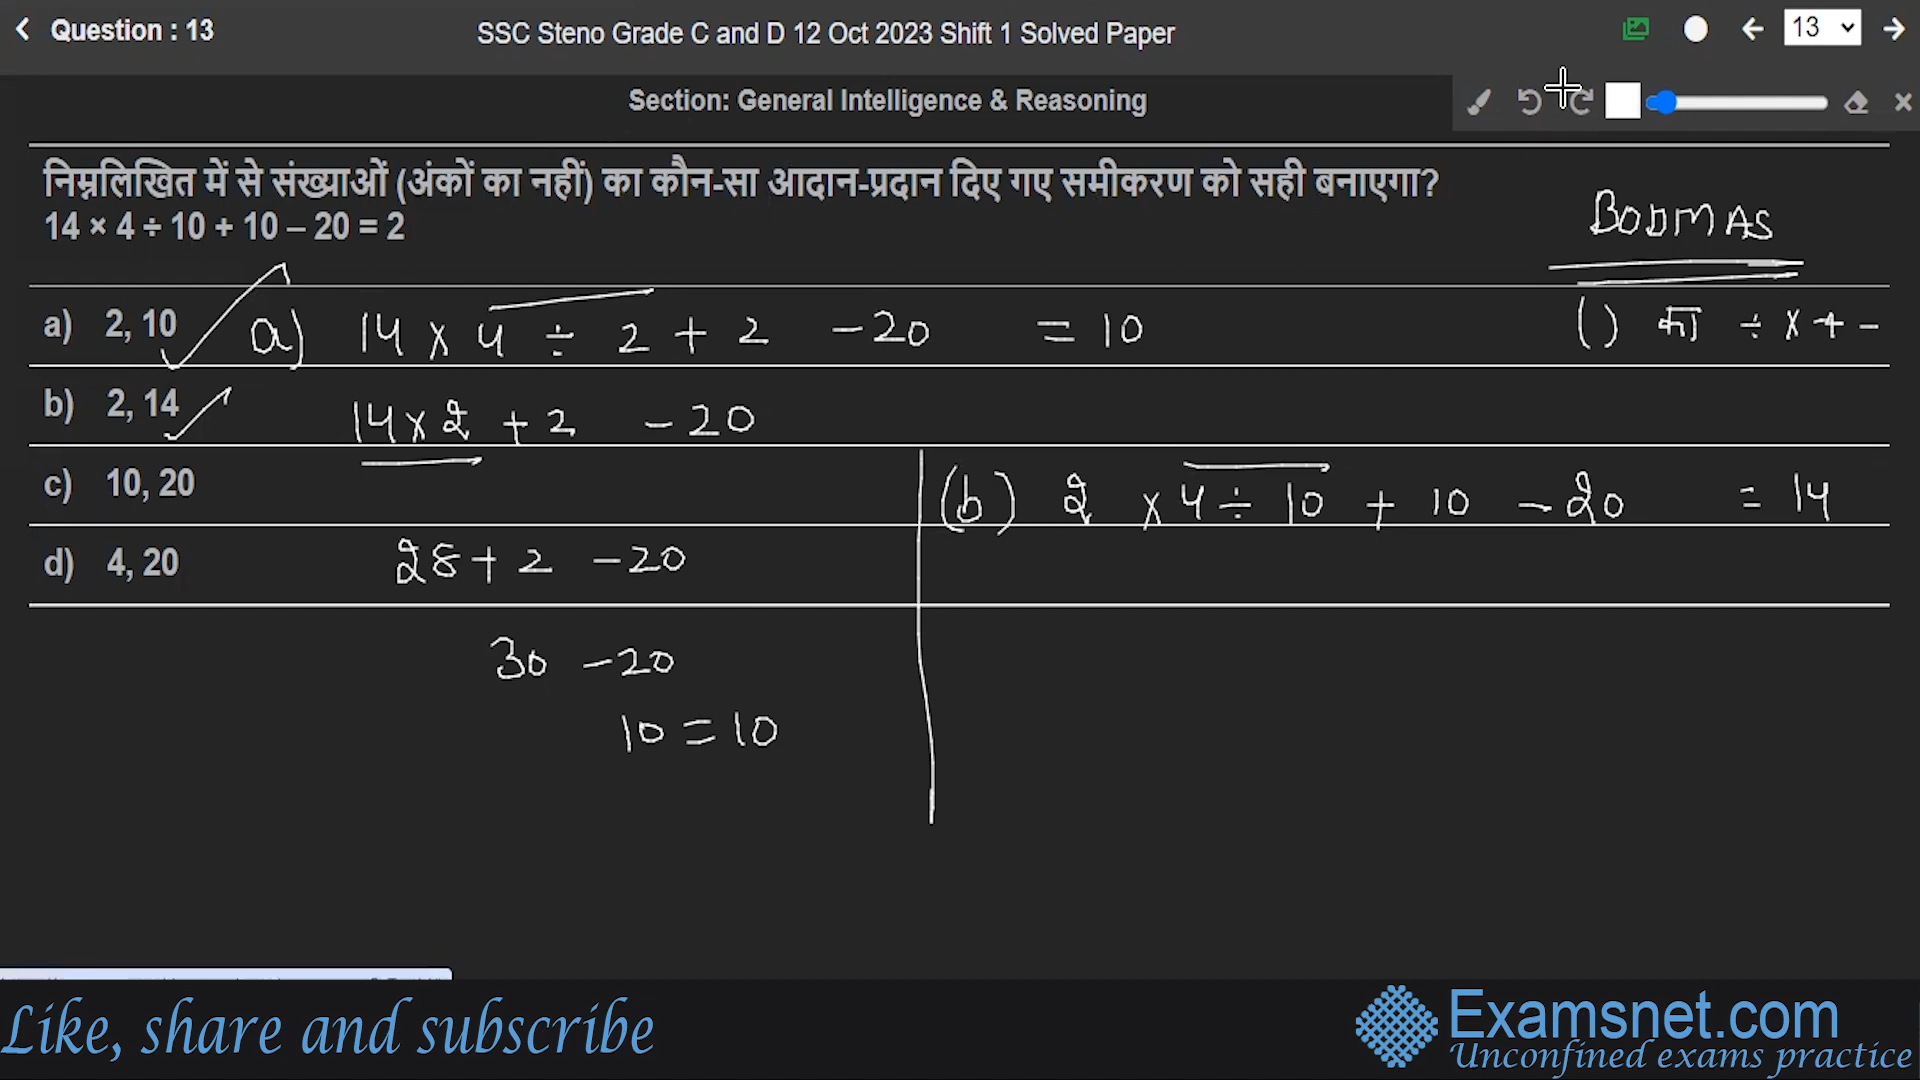 Question : 13
SSC Steno Grade C and D 12 Oct 2023 Shift 1 Solved Paper
13
Section: General Intelligence & Reasoning
निम्नलिखित में से संख्याओं (अंकों का नहीं) का कौन-सा आदान-प्रदान दिए गए समीकरण को सही बनाएगा?
14 × 4 ÷ 10 + 10 – 20 = 2
BODMAS
() का ÷ × + -
a) 2, 10
a) 14 × 4 ÷ 2 + 2 - 20 = 10
b) 2, 14
14 × 2 + 2 - 20
c) 10, 20
(b) 2 × 4 ÷ 10 + 10 - 20 = 14
d) 4, 20
28 + 2 - 20
30 - 20
10 = 10
Like, share and subscribe
Examsnet.com
Unconfined exams practice